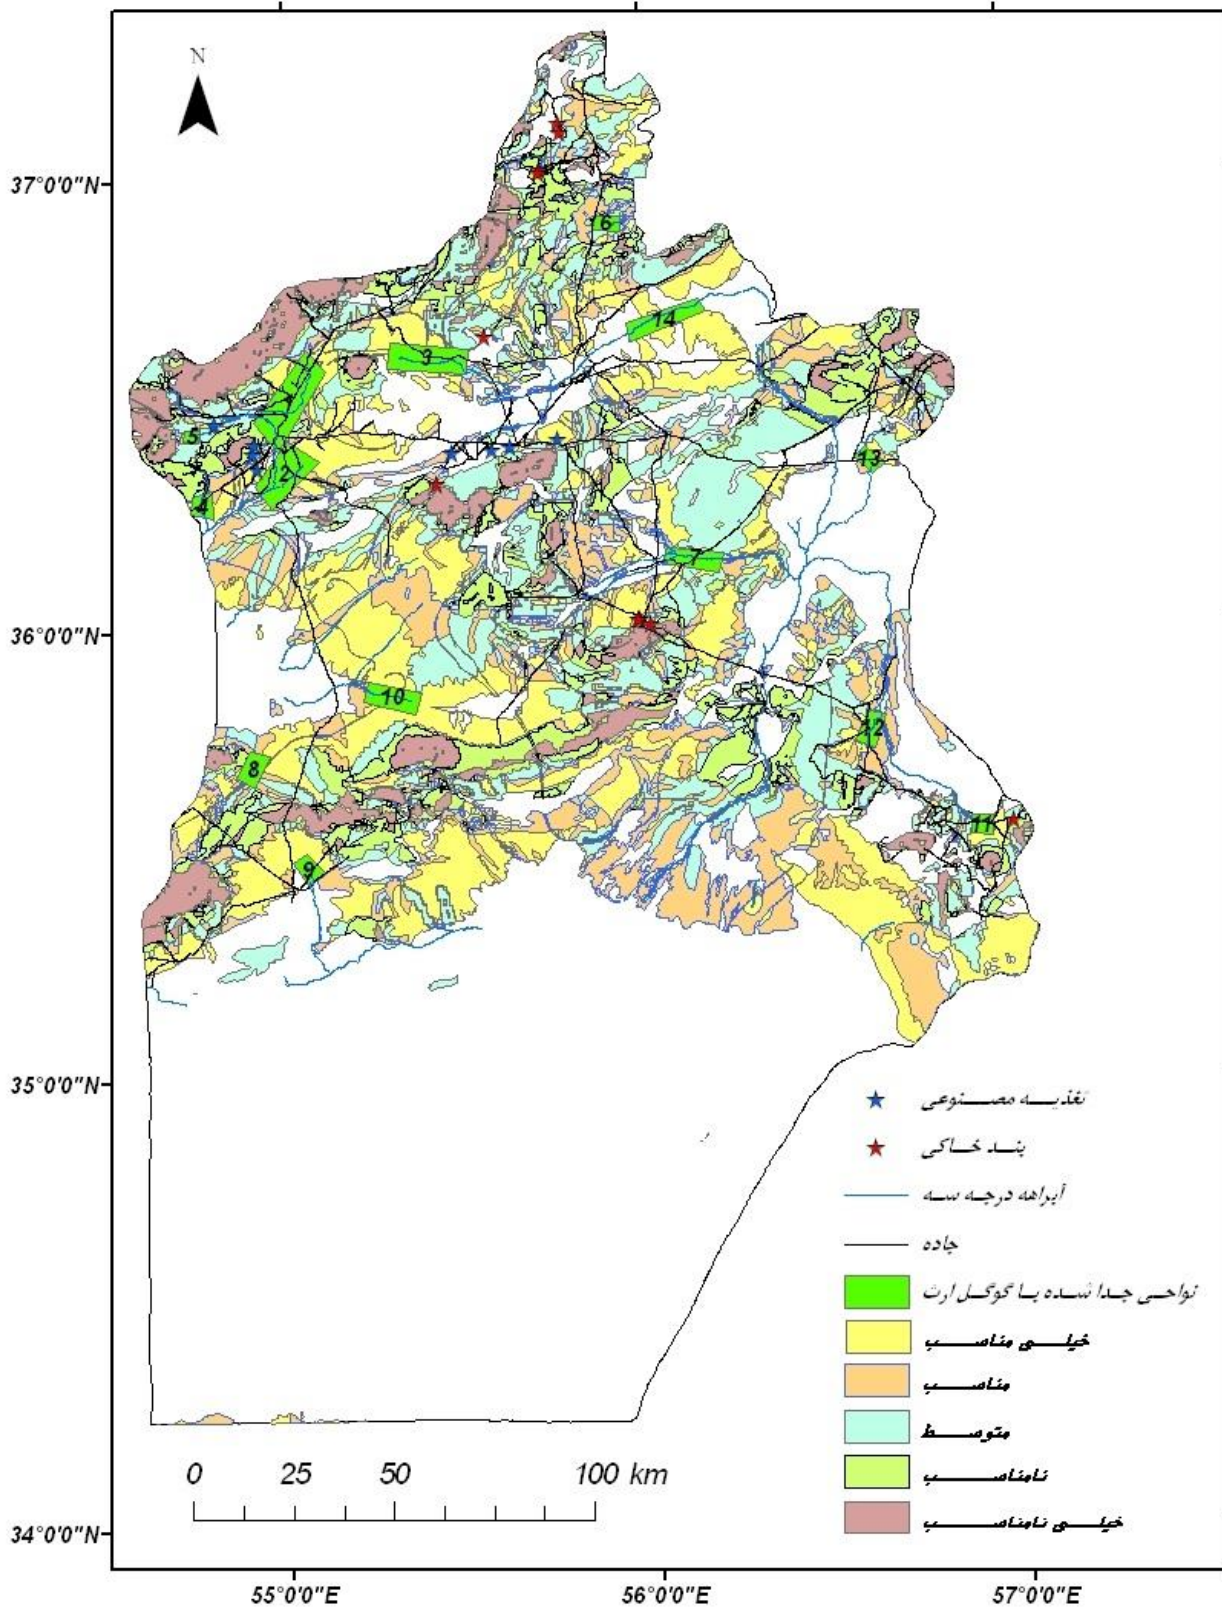 N
37°0'0"N
6
14
3
1
5
2
13
4
7
36°0'0"N
10
12
8
11
9
35°0'0"N
تغذیه مصنوعی
بند خاکی
آبراهه درجه سه
جاده
نواحی جدا شده با گوگل ارث
خیلی مناسب
مناسب
متوسط
نامناسب
خیلی نامناسب
0 25 50 100 km
34°0'0"N
55°0'0"E 56°0'0"E 57°0'0"E